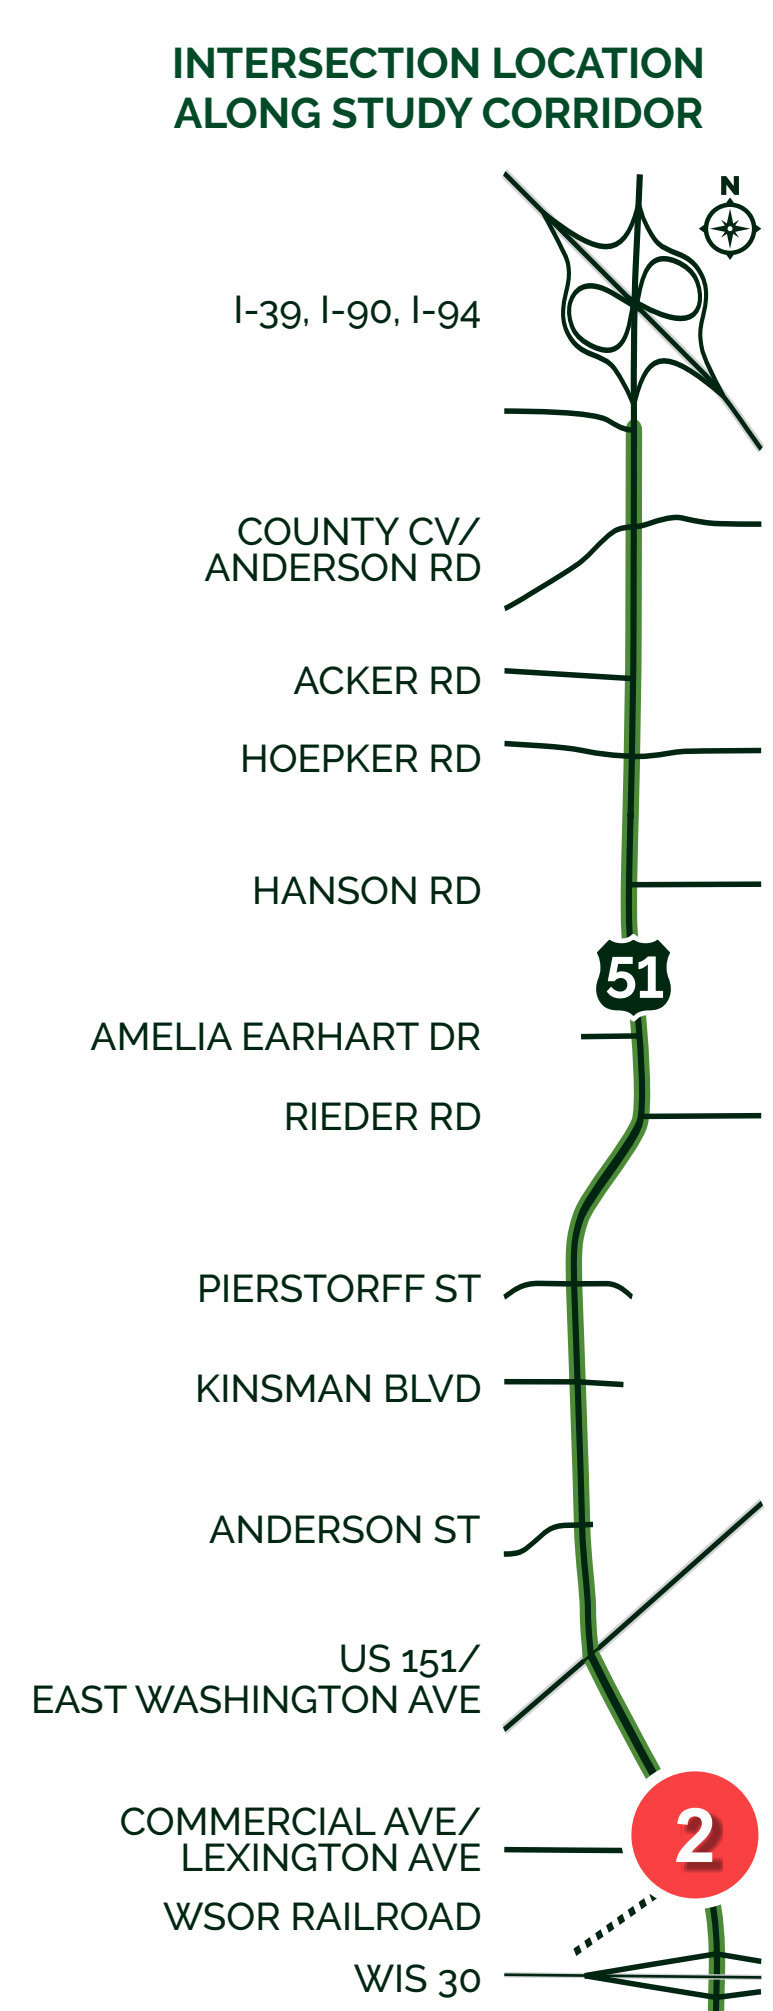 INTERSECTION LOCATION
ALONG STUDY CORRIDOR
N
I-39, I-90, I-94
COUNTY CV/
ANDERSON RD
ACKER RD
HOEPKER RD
HANSON RD
51
AMELIA EARHART DR
RIEDER RD
PIERSTORFF ST
KINSMAN BLVD
ANDERSON ST
US 151/
EAST WASHINGTON AVE
COMMERCIAL AVE/
LEXINGTON AVE
2
WSOR RAILROAD
WIS 30